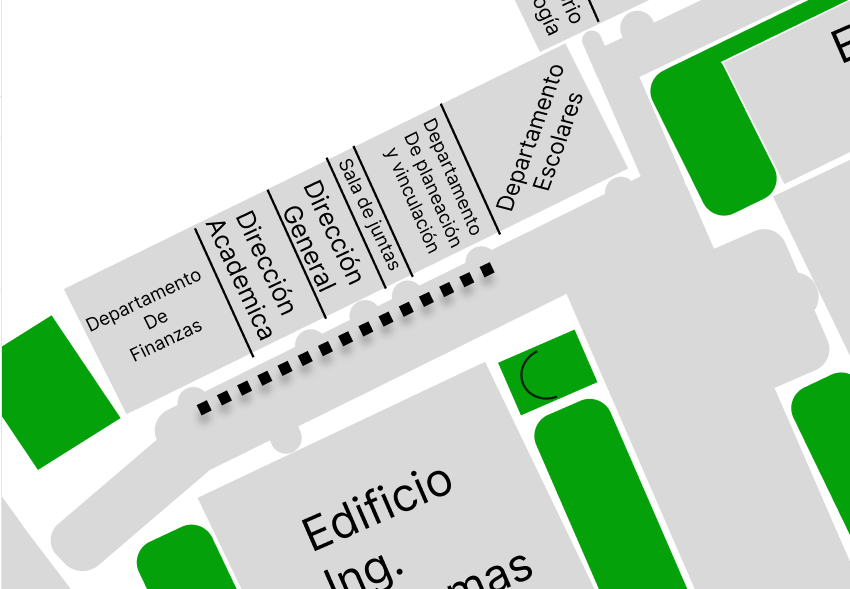 Departamento
De
Finanzas
Dirección
Academica
Dirección
General
Sala de juntas
Departamento
De planeación
y vinculación
Departamento
Escolares
Edificio
Ing.